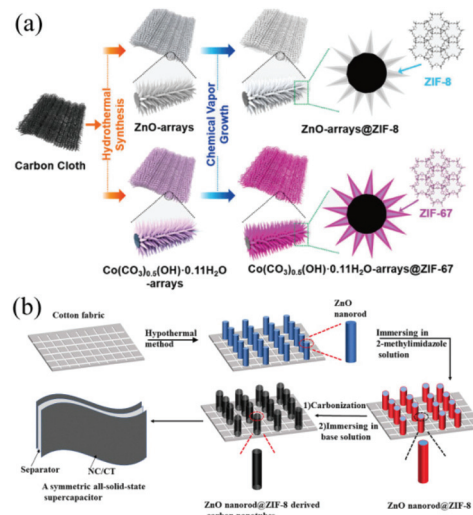 (a)
ZIF-8
Hydrothermal
Synthesis
Chemical Vapor
Growth
Carbon Cloth
ZnO-arrays
ZnO-arrays@ZIF-8
ZIF-67
Co(CO₃)₀.₅(OH)·0.11H₂O
-arrays
Co(CO₃)₀.₅(OH)·0.11H₂O-arrays@ZIF-67
(b)
Cotton fabric
Hypothermal
method
ZnO
nanorod
Immersing in
2-methylimidazole
solution
1)Carbonization
2)Immersing in
base solution
Separator
NC/CT
A symmetric all-solid-state
supercapacitor
ZnO nanorod@ZIF-8 derived
carbon nanotubes
ZnO nanorod@ZIF-8